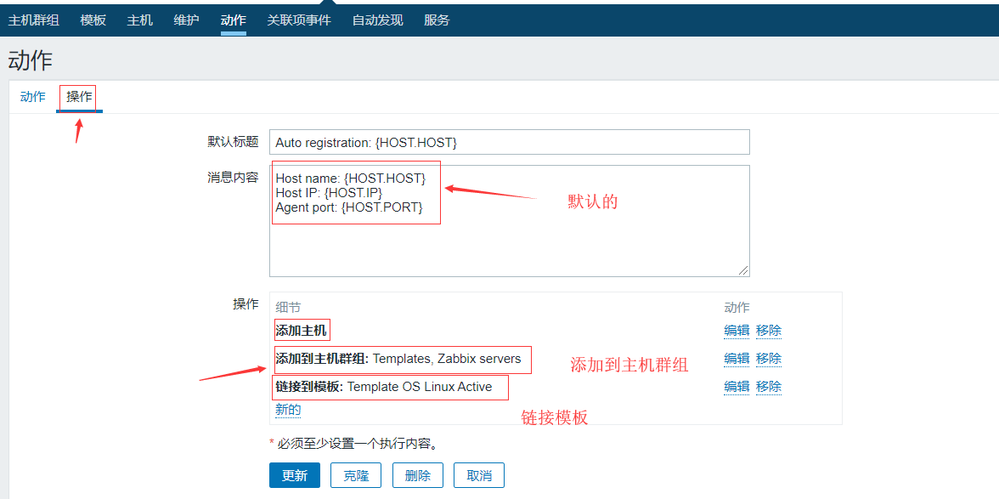 主机群组 模板 主机 维护 动作 关联项事件 自动发现 服务
动作
动作 操作
默认标题 Auto registration: {HOST.HOST}
消息内容 Host name: {HOST.HOST}
Host IP: {HOST.IP}
Agent port: {HOST.PORT}
默认的
操作 细节 动作
添加主机 编辑 移除
添加到主机群组: Templates, Zabbix servers 添加到主机群组 编辑 移除
链接到模板: Template OS Linux Active 编辑 移除
新的 链接模板
* 必须至少设置一个执行内容。
更新 克隆 删除 取消